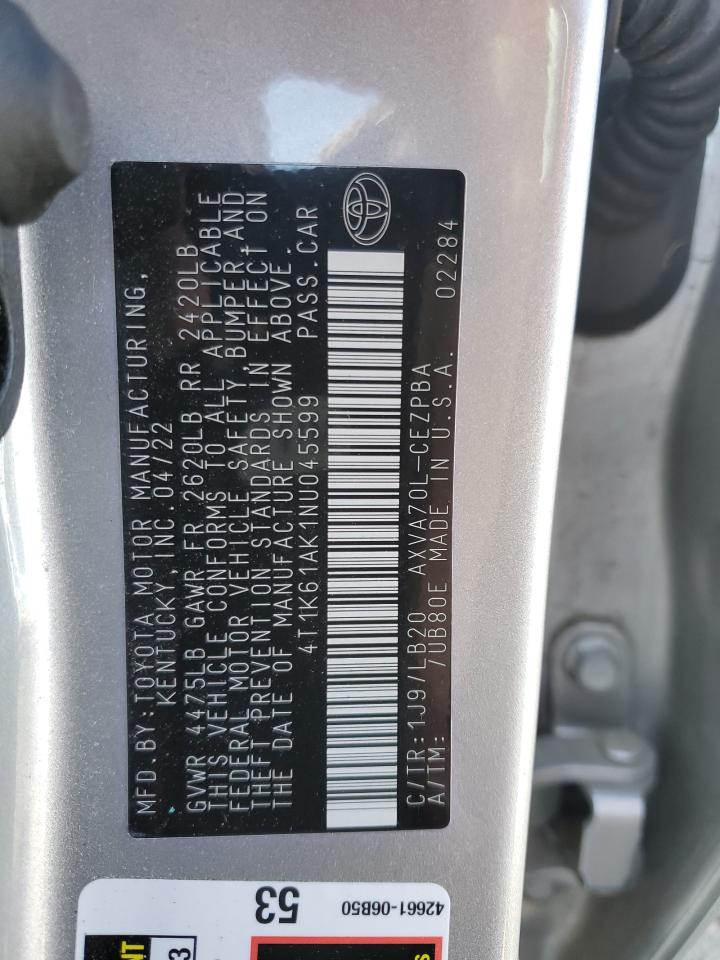 MFD.BY:TOYOTA MOTOR MANUFACTURING,
KENTUCKY, INC.04/22
GVWR 4475LB GAWR FR 2620LB RR 2420LB
THIS VEHICLE CONFORMS TO ALL APPLICABLE
FEDERAL MOTOR VEHICLE SAFETY, BUMPER,AND
THEFT PREVENTION STANDARDS IN EFFECT ON
THE DATE OF MANUFACTURE SHOWN ABOVE.
4T1K61AK1NU045599 PASS.CAR
C/TR:1J9/LB20 AXVA70L-CEZPBA
A/TM: /UB80E MADE IN U.S.A. 02284
53
42661-06B50
NT
3
S